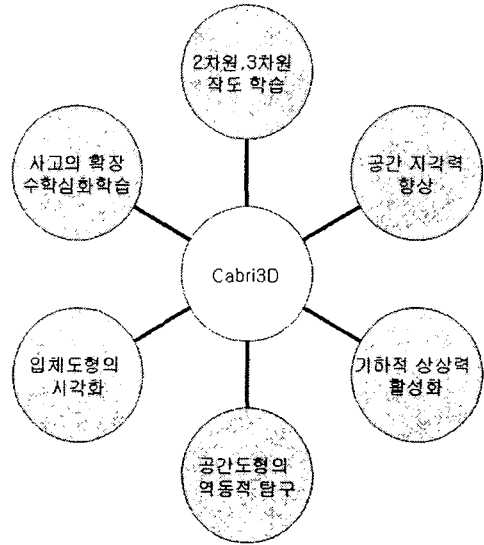 2차원,3차원
작도 학습
사고의 확장
수학심화학습
공간 지각력
향상
Cabri3D
입체도형의
시각화
기하적 상상력
활성화
공간도형의
역동적 탐구